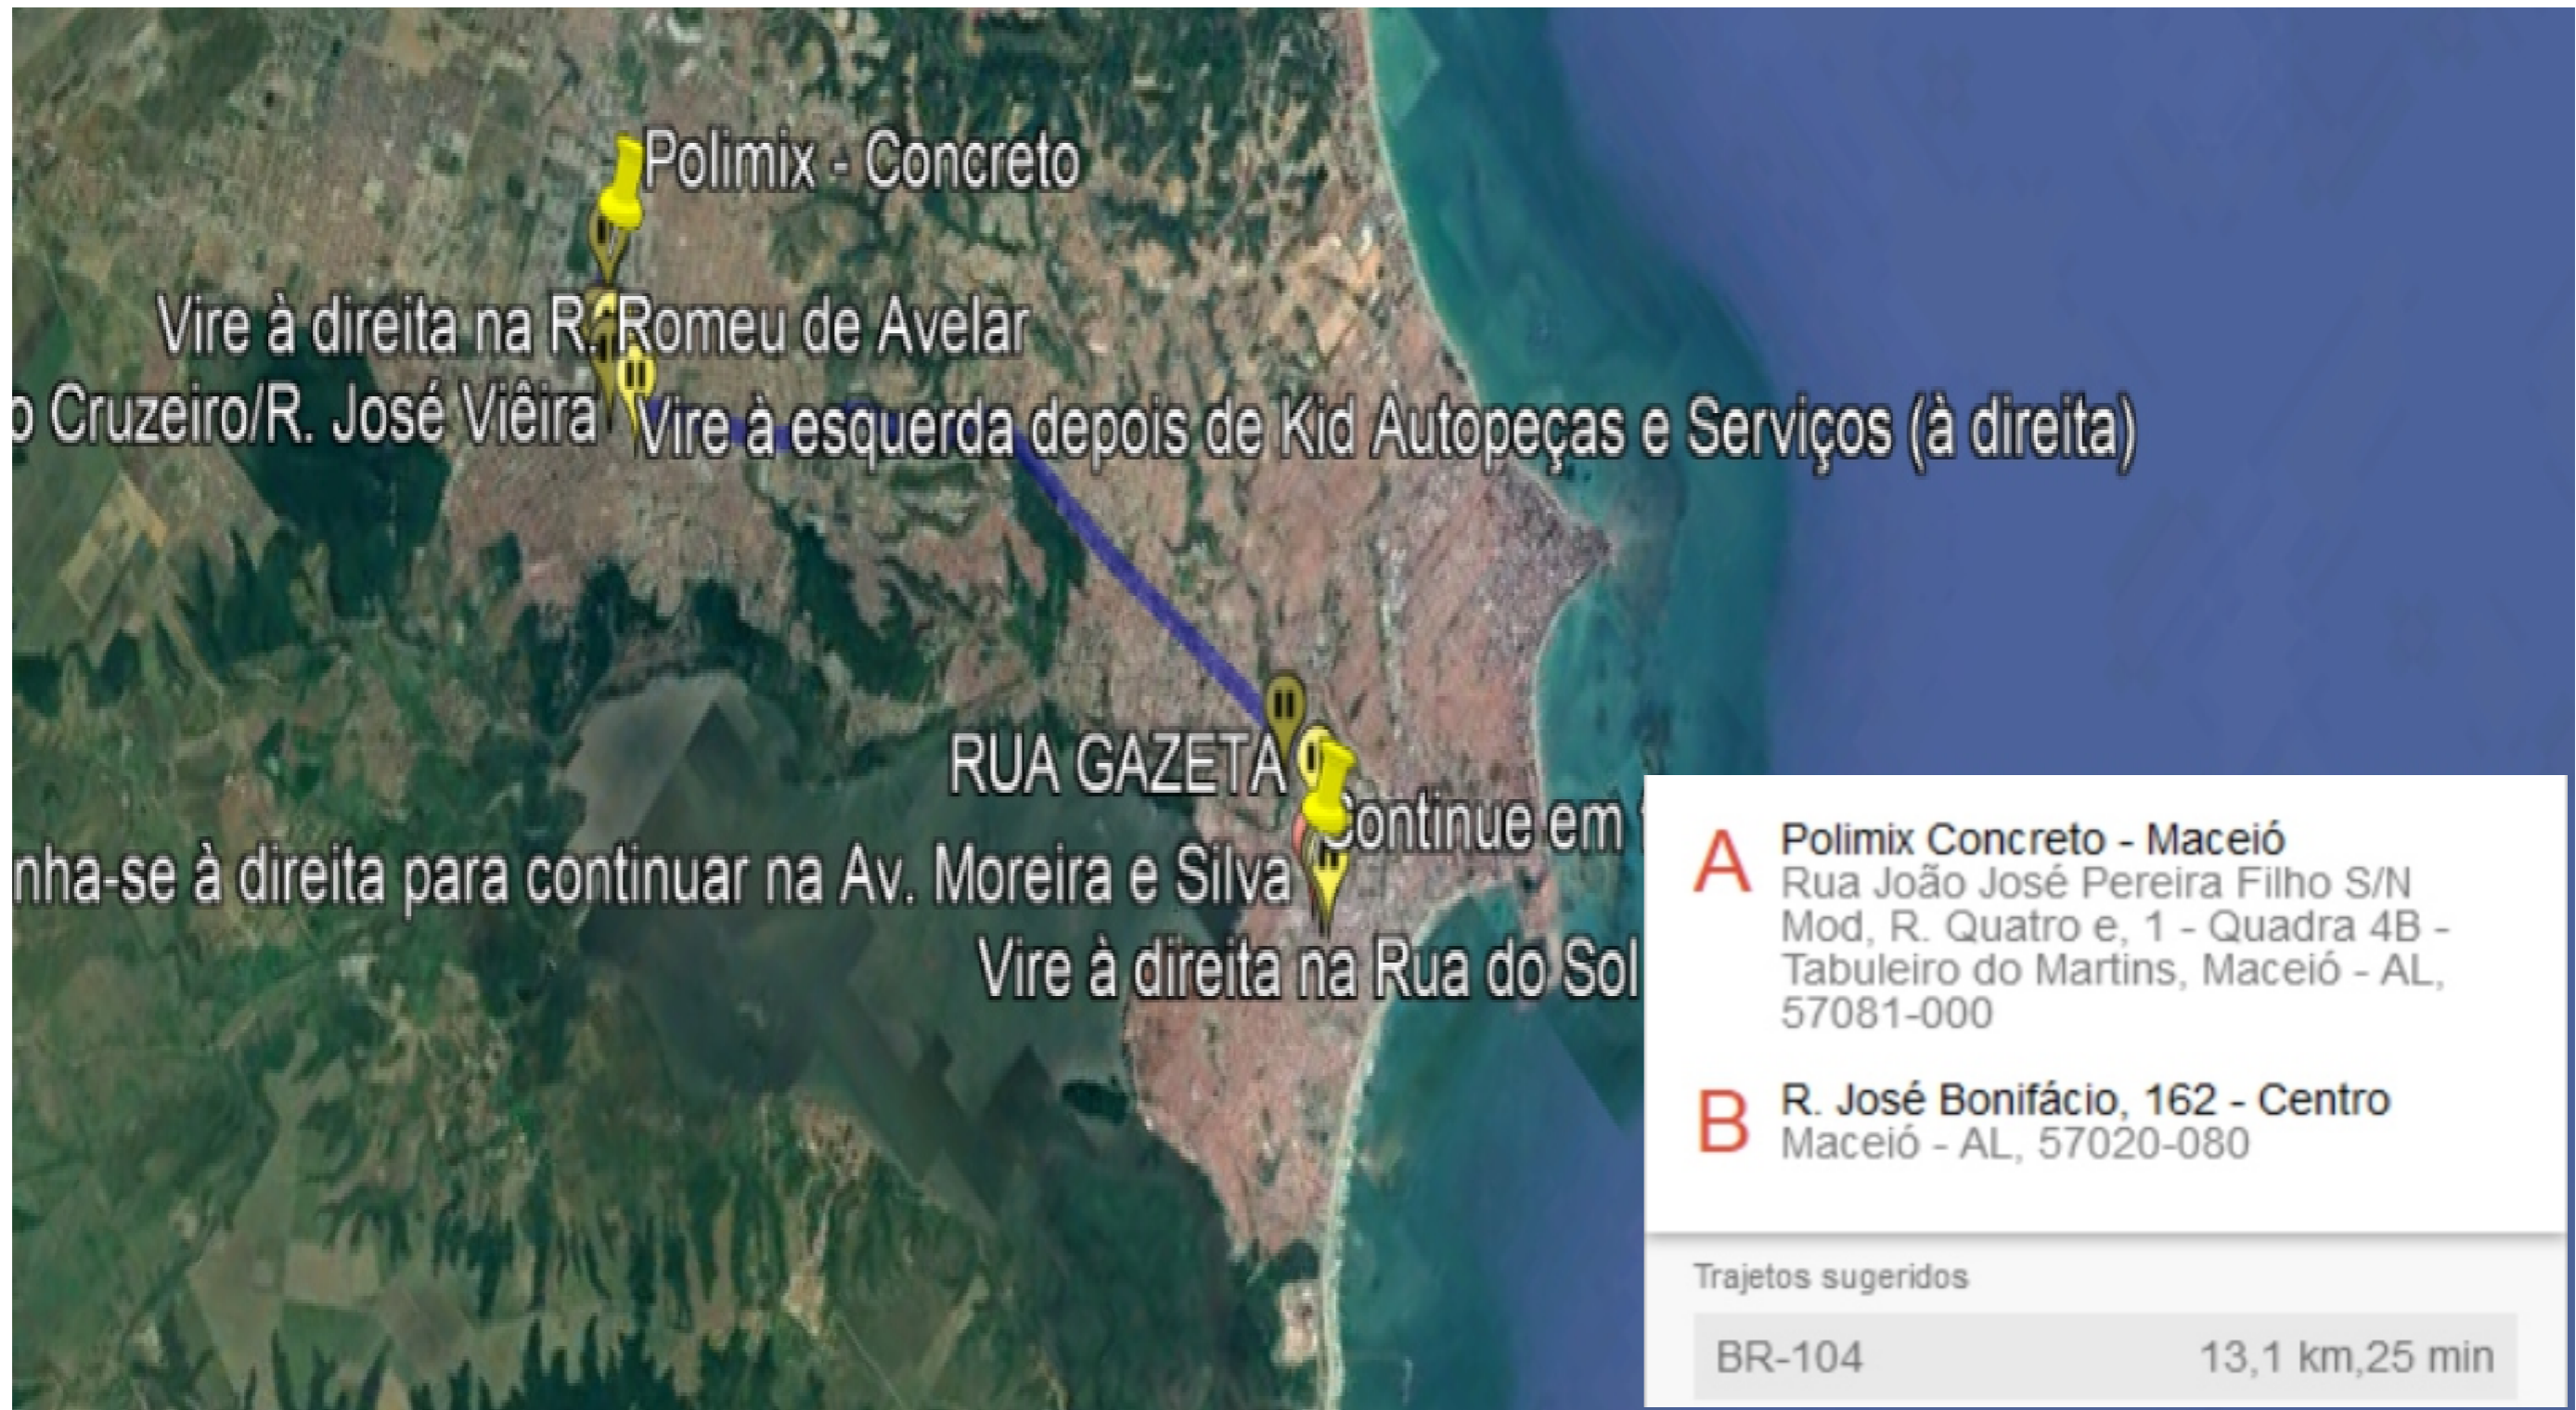 Polimix - Concreto
Vire à direita na R. Romeu de Avelar
o Cruzeiro/R. José Viêira
Vire à esquerda depois de Kid Autopeças e Serviços (à direita)
RUA GAZETA
Continue em
nha-se à direita para continuar na Av. Moreira e Silva
Vire à direita na Rua do Sol
A
Polimix Concreto - Maceió
Rua João José Pereira Filho S/N
Mod, R. Quatro e, 1 - Quadra 4B -
Tabuleiro do Martins, Maceió - AL,
57081-000
B
R. José Bonifácio, 162 - Centro
Maceió - AL, 57020-080
Trajetos sugeridos
BR-104 13,1 km,25 min